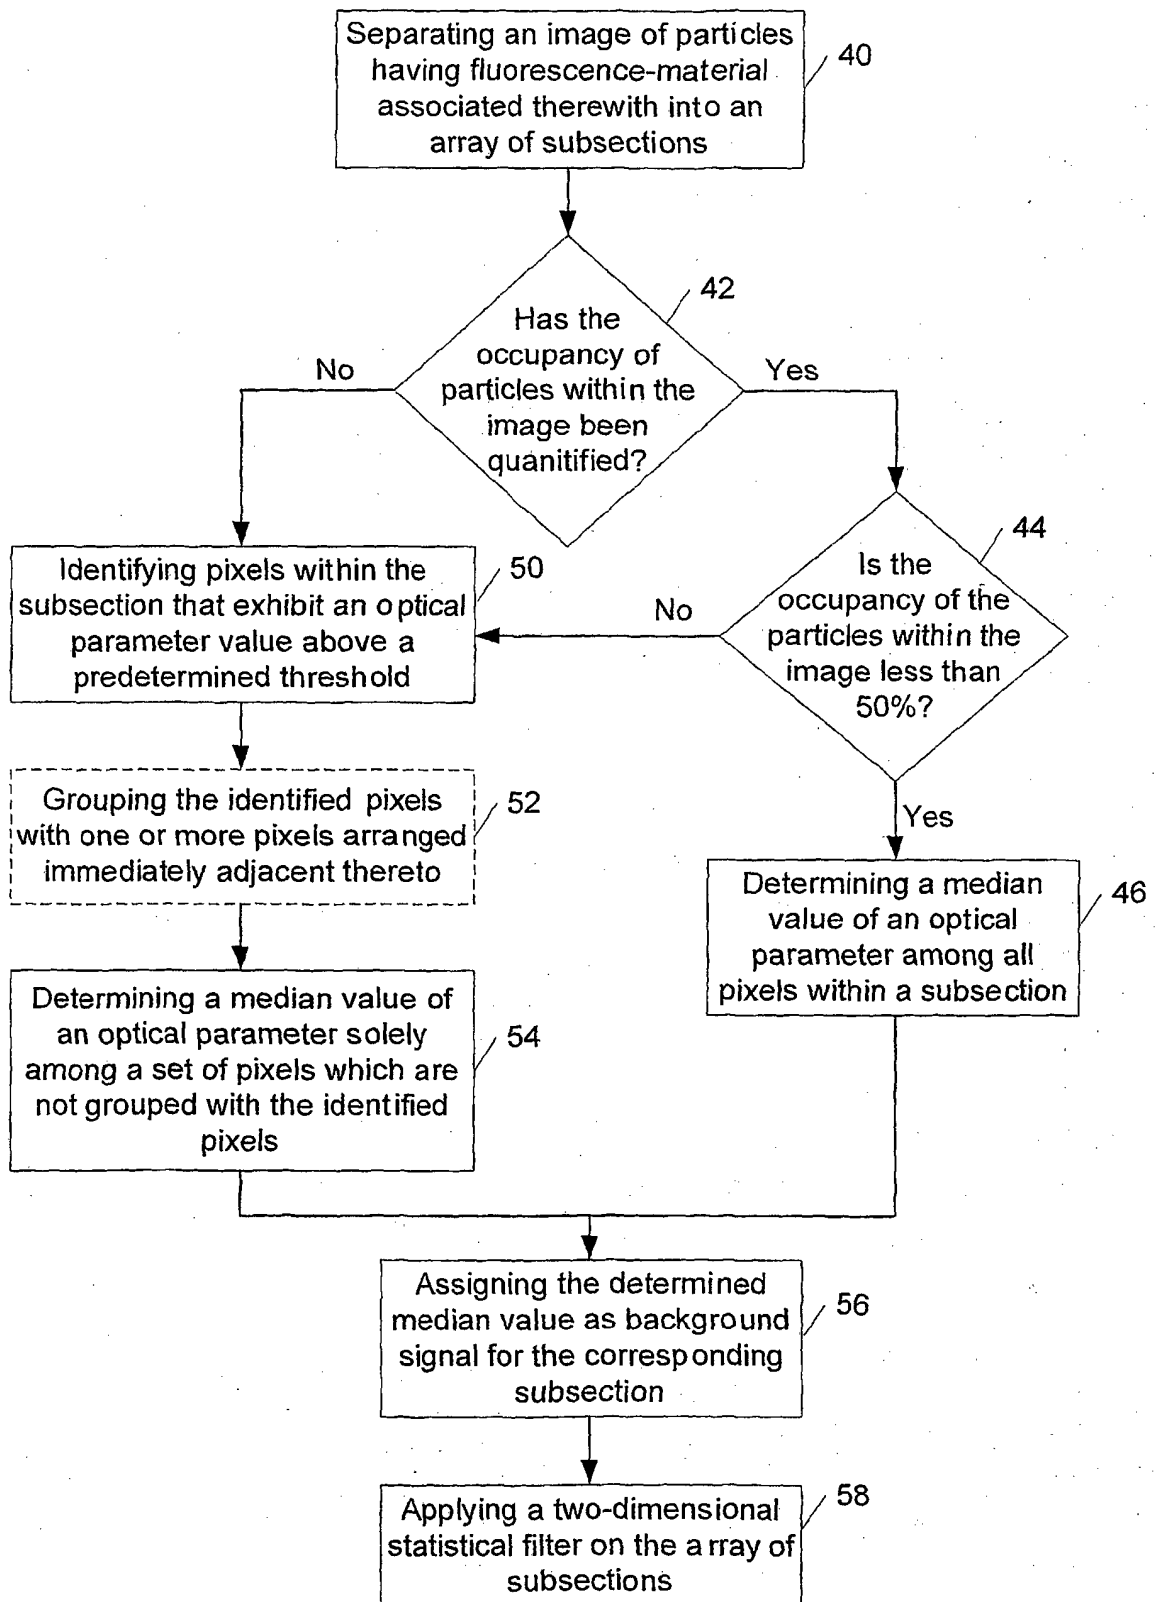 Separating an image of particles
having fluorescence-material
associated therewith into an
array of subsections
40
42
Has the
occupancy of
particles within the
image been
quanitified?
No
Yes
44
Is the
occupancy of the
particles within the
image less than
50%?
No
Yes
Identifying pixels within the
subsection that exhibit an optical
parameter value above a
predetermined threshold
50
Grouping the identified pixels
with one or more pixels arranged
immediately adjacent thereto
52
Determining a median
value of an optical
parameter among all
pixels within a subsection
46
Determining a median value of
an optical parameter solely
among a set of pixels which are
not grouped with the identified
pixels
54
Assigning the determined
median value as background
signal for the corresponding
subsection
56
Applying a two-dimensional
statistical filter on the array of
subsections
58